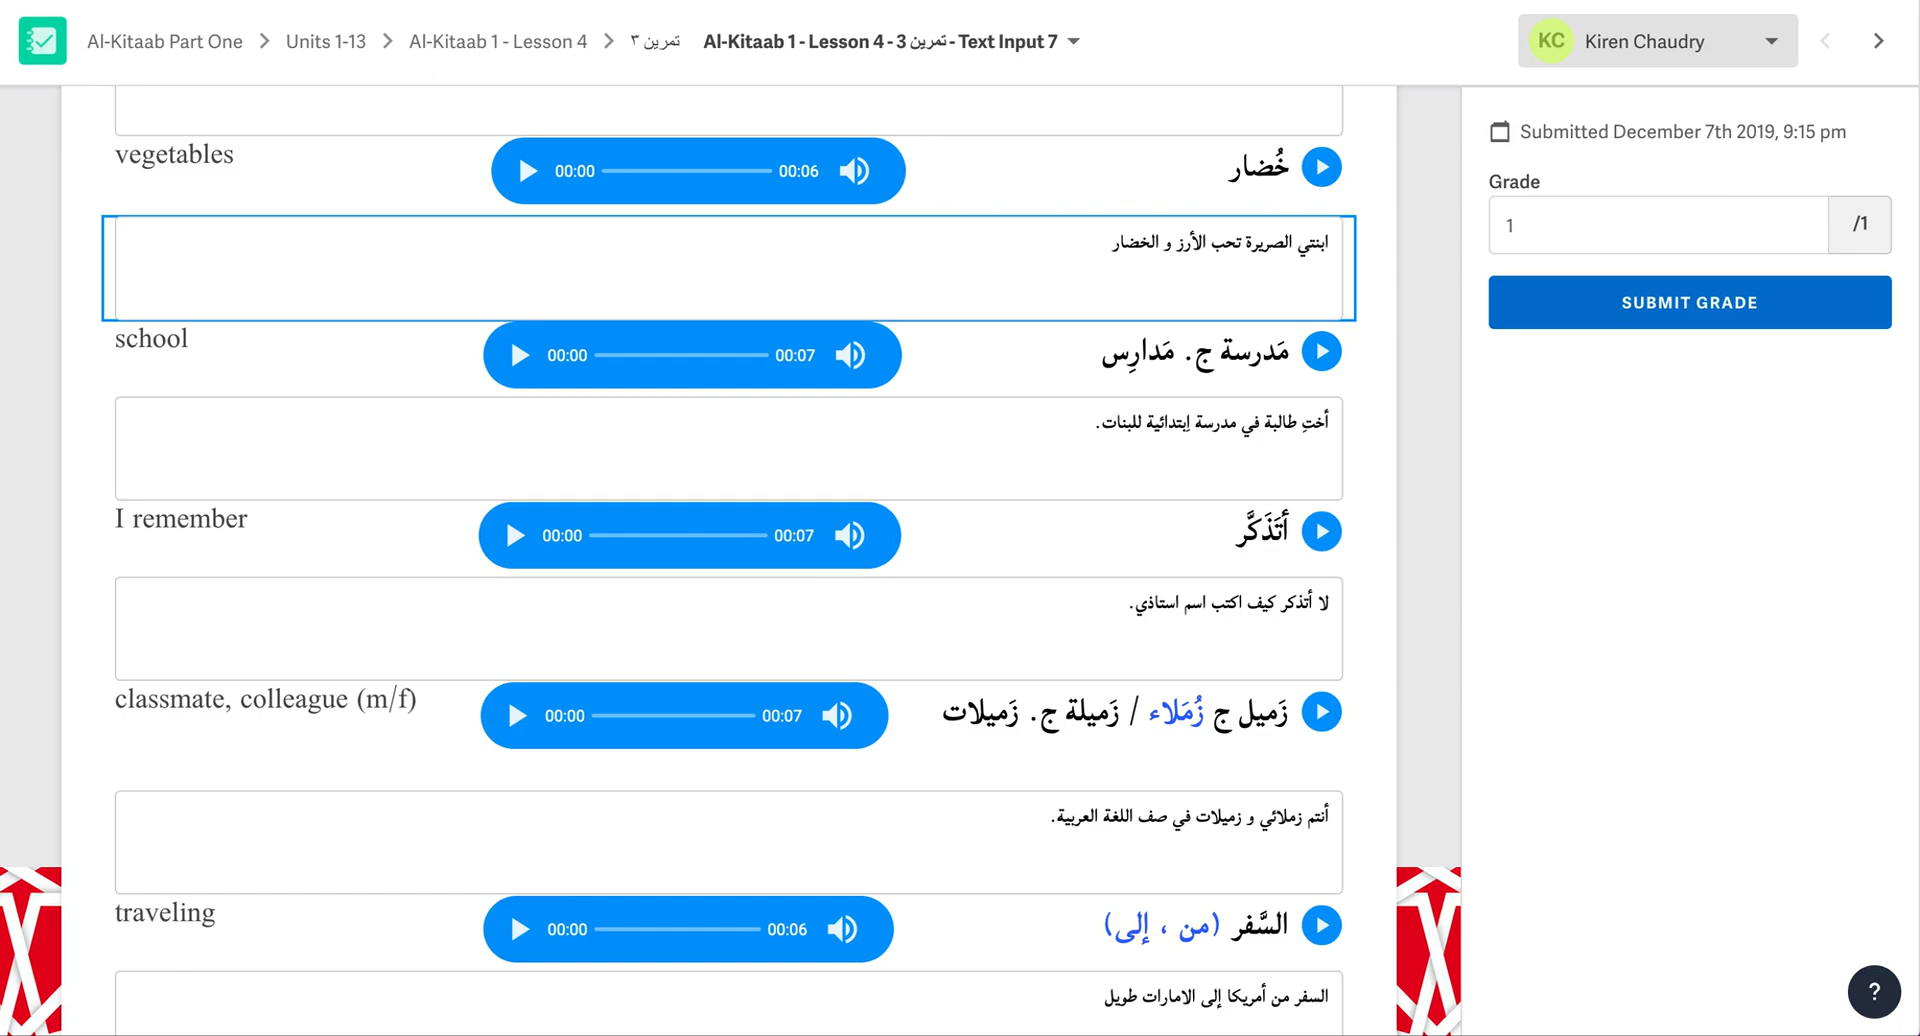 Al-Kitaab Part One > Units 1-13 > Al-Kitaab 1 - Lesson 4 > تمرين ٣ Al-Kitaab 1 - Lesson 4 - 3 تمرين - Text Input 7
KC Kiren Chaudry
vegetables 00:00 00:06 خُضار
ابنتي الصريرة تحب الأرز و الخضار
school 00:00 00:07 مَدرسة ج. مَدارِس
أختِ طالبة في مدرسة اِبتدائية للبنات.
I remember 00:00 00:07 أَتَذَكَّر
لا أتذكر كيف اكتب اسم استاذي.
classmate, colleague (m/f) 00:00 00:07 زَميل ج زُمَلاء / زَميلة ج. زَميلات
أنتم زملائي و زميلات في صف اللغة العربية.
traveling 00:00 00:06 السَّفر (من ، إلى)
السفر من أمريكا إلى الامارات طويل
Submitted December 7th 2019, 9:15 pm
Grade
1 /1
SUBMIT GRADE
?